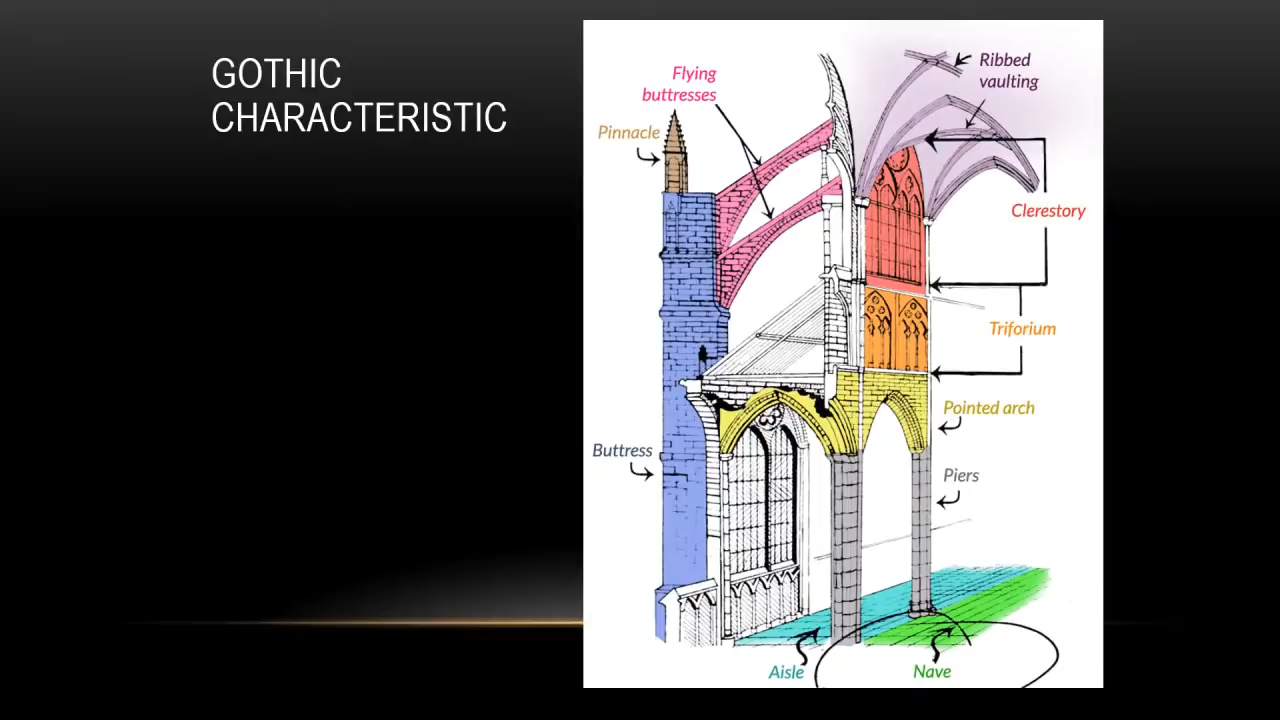 GOTHIC
CHARACTERISTIC
Ribbed
vaulting
Flying
buttresses
Pinnacle
Clerestory
Triforium
Pointed arch
Buttress
Piers
Aisle
Nave